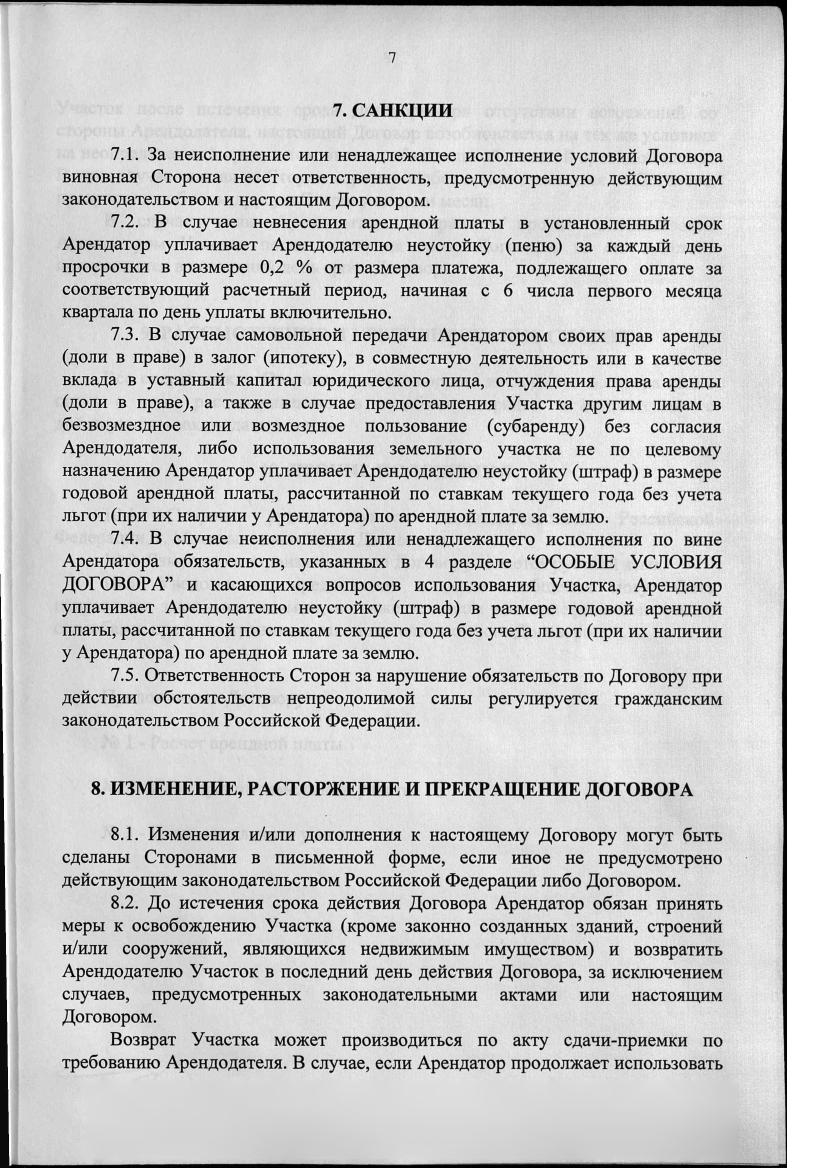 7
7. САНКЦИИ
7.1. За неисполнение или ненадлежащее исполнение условий Договора
виновная Сторона несет ответственность, предусмотренную действующим
законодательством и настоящим Договором.
7.2. В случае невнесения арендной платы в установленный срок
Арендатор уплачивает Арендодателю неустойку (пеню) за каждый день
просрочки в размере 0,2 % от размера платежа, подлежащего оплате за
соответствующий расчетный период, начиная с 6 числа первого месяца
квартала по день уплаты включительно.
7.3. В случае самовольной передачи Арендатором своих прав аренды
(доли в праве) в залог (ипотеку), в совместную деятельность или в качестве
вклада в уставный капитал юридического лица, отчуждения права аренды
(доли в праве), а также в случае предоставления Участка другим лицам в
безвозмездное или возмездное пользование (субаренду) без согласия
Арендодателя, либо использования земельного участка не по целевому
назначению Арендатор уплачивает Арендодателю неустойку (штраф) в размере
годовой арендной платы, рассчитанной по ставкам текущего года без учета
льгот (при их наличии у Арендатора) по арендной плате за землю.
7.4. В случае неисполнения или ненадлежащего исполнения по вине
Арендатора обязательств, указанных в 4 разделе “ОСОБЫЕ УСЛОВИЯ
ДОГОВОРА” и касающихся вопросов использования Участка, Арендатор
уплачивает Арендодателю неустойку (штраф) в размере годовой арендной
платы, рассчитанной по ставкам текущего года без учета льгот (при их наличии
у Арендатора) по арендной плате за землю.
7.5. Ответственность Сторон за нарушение обязательств по Договору при
действии обстоятельств непреодолимой силы регулируется гражданским
законодательством Российской Федерации.
8. ИЗМЕНЕНИЕ, РАСТОРЖЕНИЕ И ПРЕКРАЩЕНИЕ ДОГОВОРА
8.1. Изменения и/или дополнения к настоящему Договору могут быть
сделаны Сторонами в письменной форме, если иное не предусмотрено
действующим законодательством Российской Федерации либо Договором.
8.2. До истечения срока действия Договора Арендатор обязан принять
меры к освобождению Участка (кроме законно созданных зданий, строений
и/или сооружений, являющихся недвижимым имуществом) и возвратить
Арендодателю Участок в последний день действия Договора, за исключением
случаев, предусмотренных законодательными актами или настоящим
Договором.
Возврат Участка может производиться по акту сдачи-приемки по
требованию Арендодателя. В случае, если Арендатор продолжает использовать